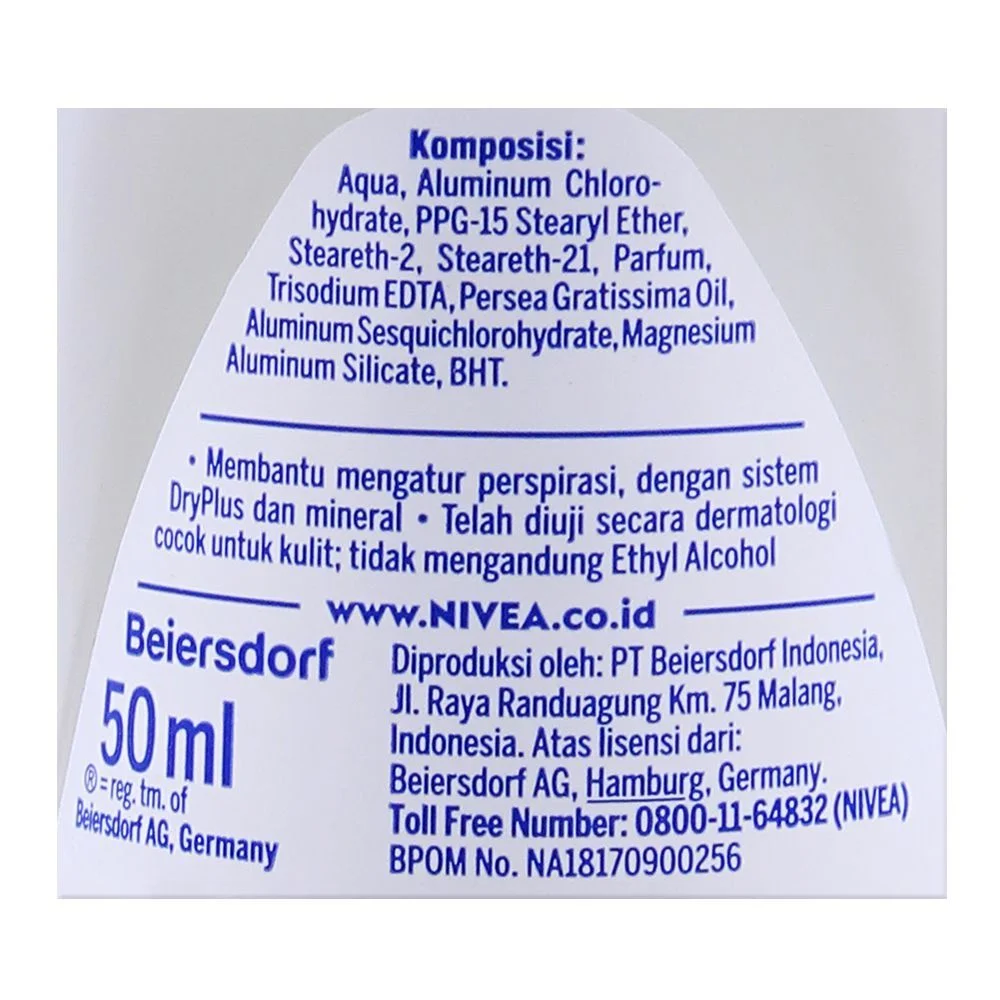 Komposisi:
Aqua, Aluminum Chloro-
hydrate, PPG-15 Stearyl Ether,
Steareth-2, Steareth-21, Parfum,
Trisodium EDTA, Persea Gratissima Oil,
Aluminum Sesquichlorohydrate, Magnesium
Aluminum Silicate, BHT.
• Membantu mengatur perspirasi, dengan sistem
DryPlus dan mineral • Telah diuji secara dermatologi
cocok untuk kulit; tidak mengandung Ethyl Alcohol
www.NIVEA.co.id
Beiersdorf
50 ml
® = reg. tm. of
Beiersdorf AG, Germany
Diproduksi oleh: PT Beiersdorf Indonesia,
Jl. Raya Randuagung Km. 75 Malang,
Indonesia. Atas lisensi dari:
Beiersdorf AG, Hamburg, Germany.
Toll Free Number: 0800-11-64832 (NIVEA)
BPOM No. NA18170900256